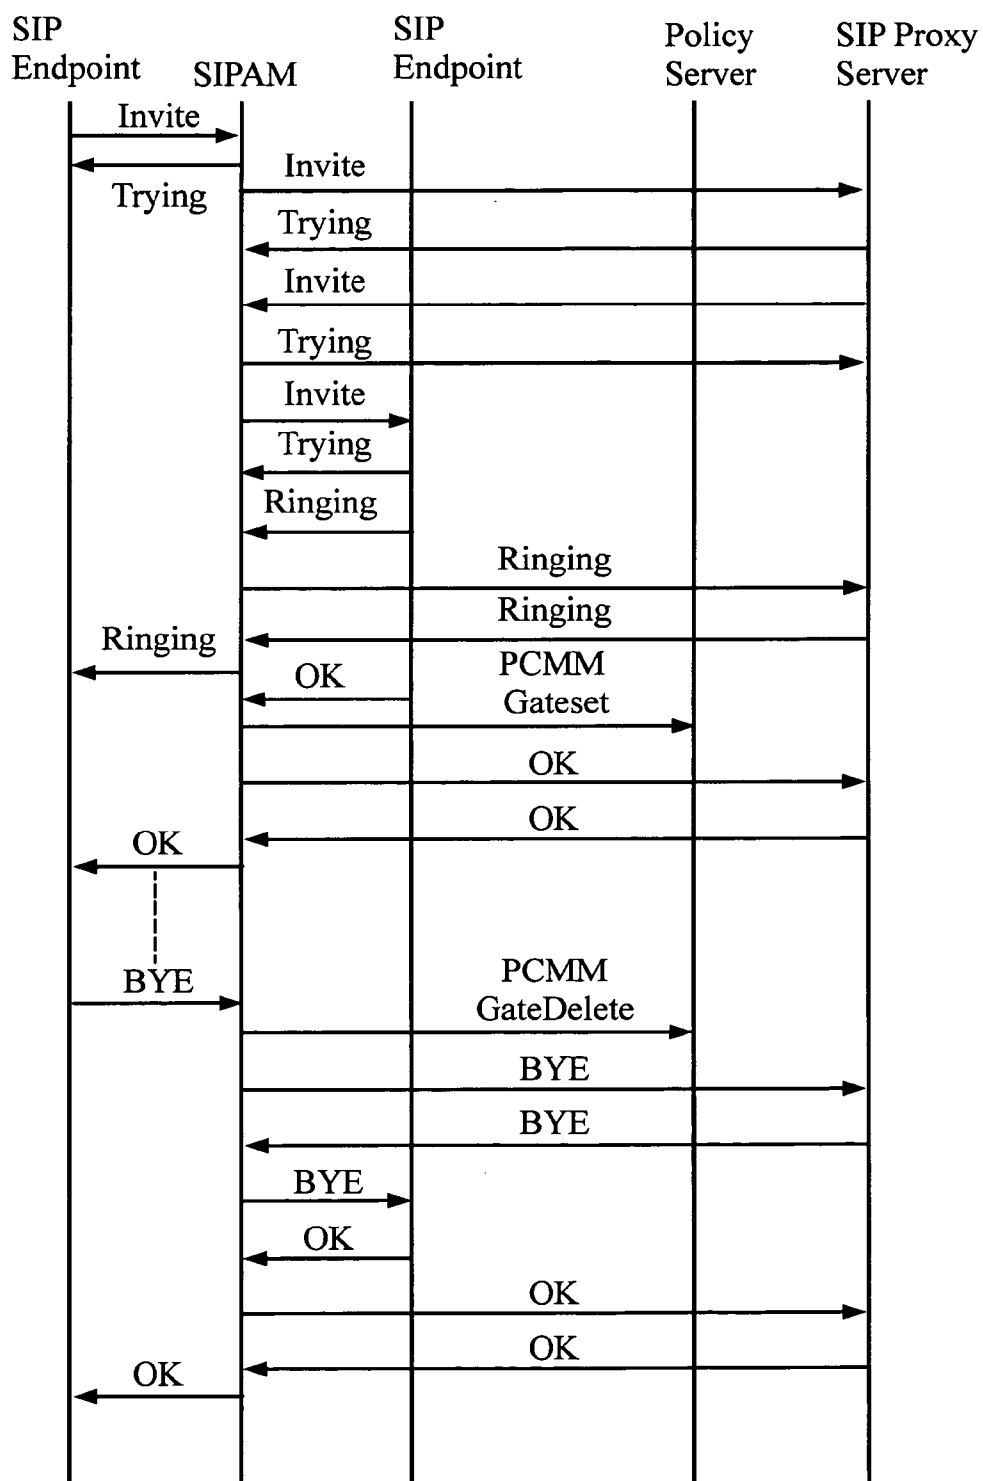 SIP
Endpoint
SIPAM
SIP
Endpoint
Policy
Server
SIP Proxy
Server
Invite
Trying
Invite
Trying
Invite
Trying
Invite
Trying
Ringing
Ringing
Ringing
Ringing
OK
PCMM
Gateset
OK
OK
OK
BYE
PCMM
GateDelete
BYE
BYE
BYE
OK
OK
OK
OK